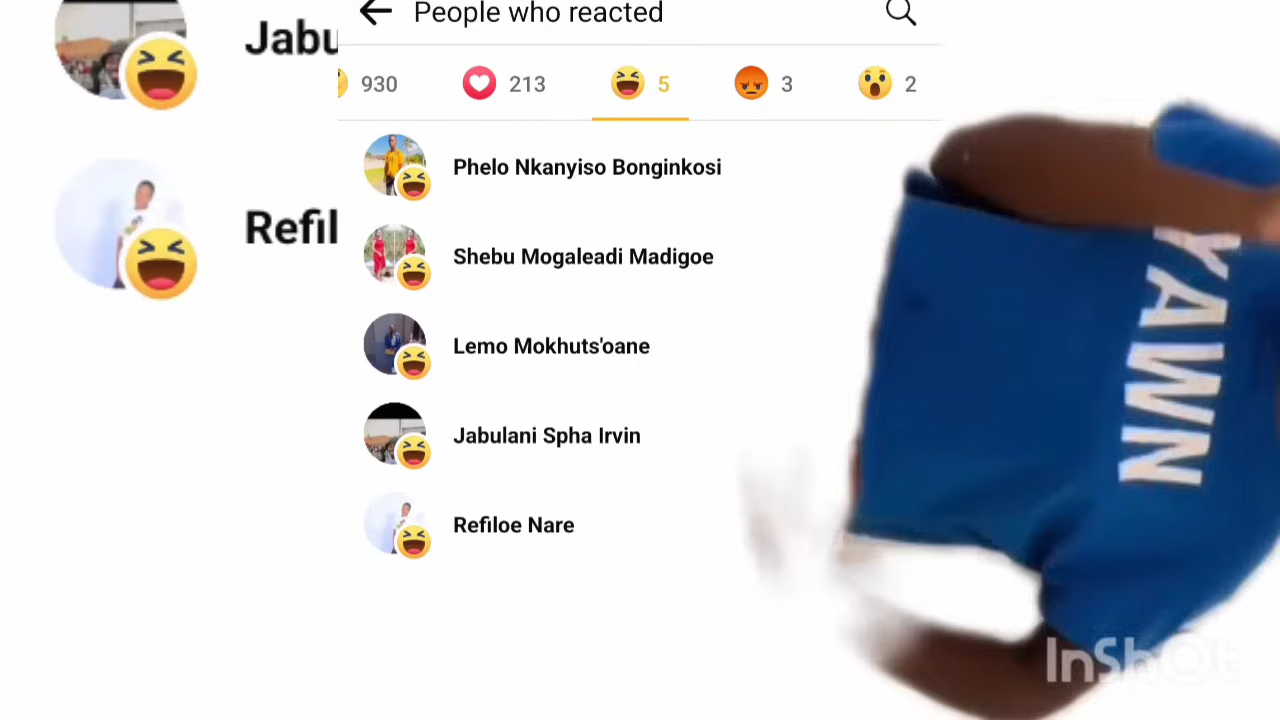 Jabu
Refil
People who reacted
930 213 5 3 2
Phelo Nkanyiso Bonginkosi
Shebu Mogaleadi Madigoe
Lemo Mokhuts'oane
Jabulani Spha Irvin
Refiloe Nare
YAWN
InShOt